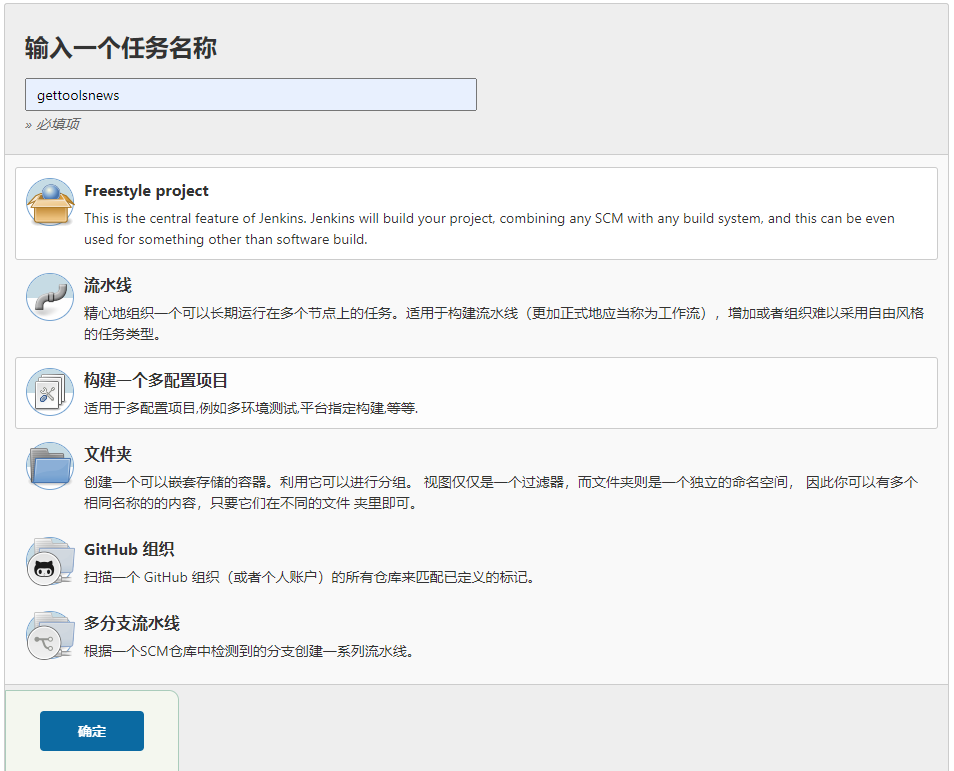 输入一个任务名称
gettoolsnews
» 必填项
Freestyle project
This is the central feature of Jenkins. Jenkins will build your project, combining any SCM with any build system, and this can be even
used for something other than software build.
流水线
精心地组织一个可以长期运行在多个节点上的任务。适用于构建流水线（更加正式地应当称为工作流），增加或者组织难以采用自由风格
的任务类型。
构建一个多配置项目
适用于多配置项目,例如多环境测试,平台指定构建,等等.
文件夹
创建一个可以嵌套存储的容器。利用它可以进行分组。 视图仅仅是一个过滤器，而文件夹则是一个独立的命名空间， 因此你可以有多个
相同名称的的内容，只要它们在不同的文件 夹里即可。
GitHub 组织
扫描一个 GitHub 组织（或者个人账户）的所有仓库来匹配已定义的标记。
多分支流水线
根据一个SCM仓库中检测到的分支创建一系列流水线。
确定